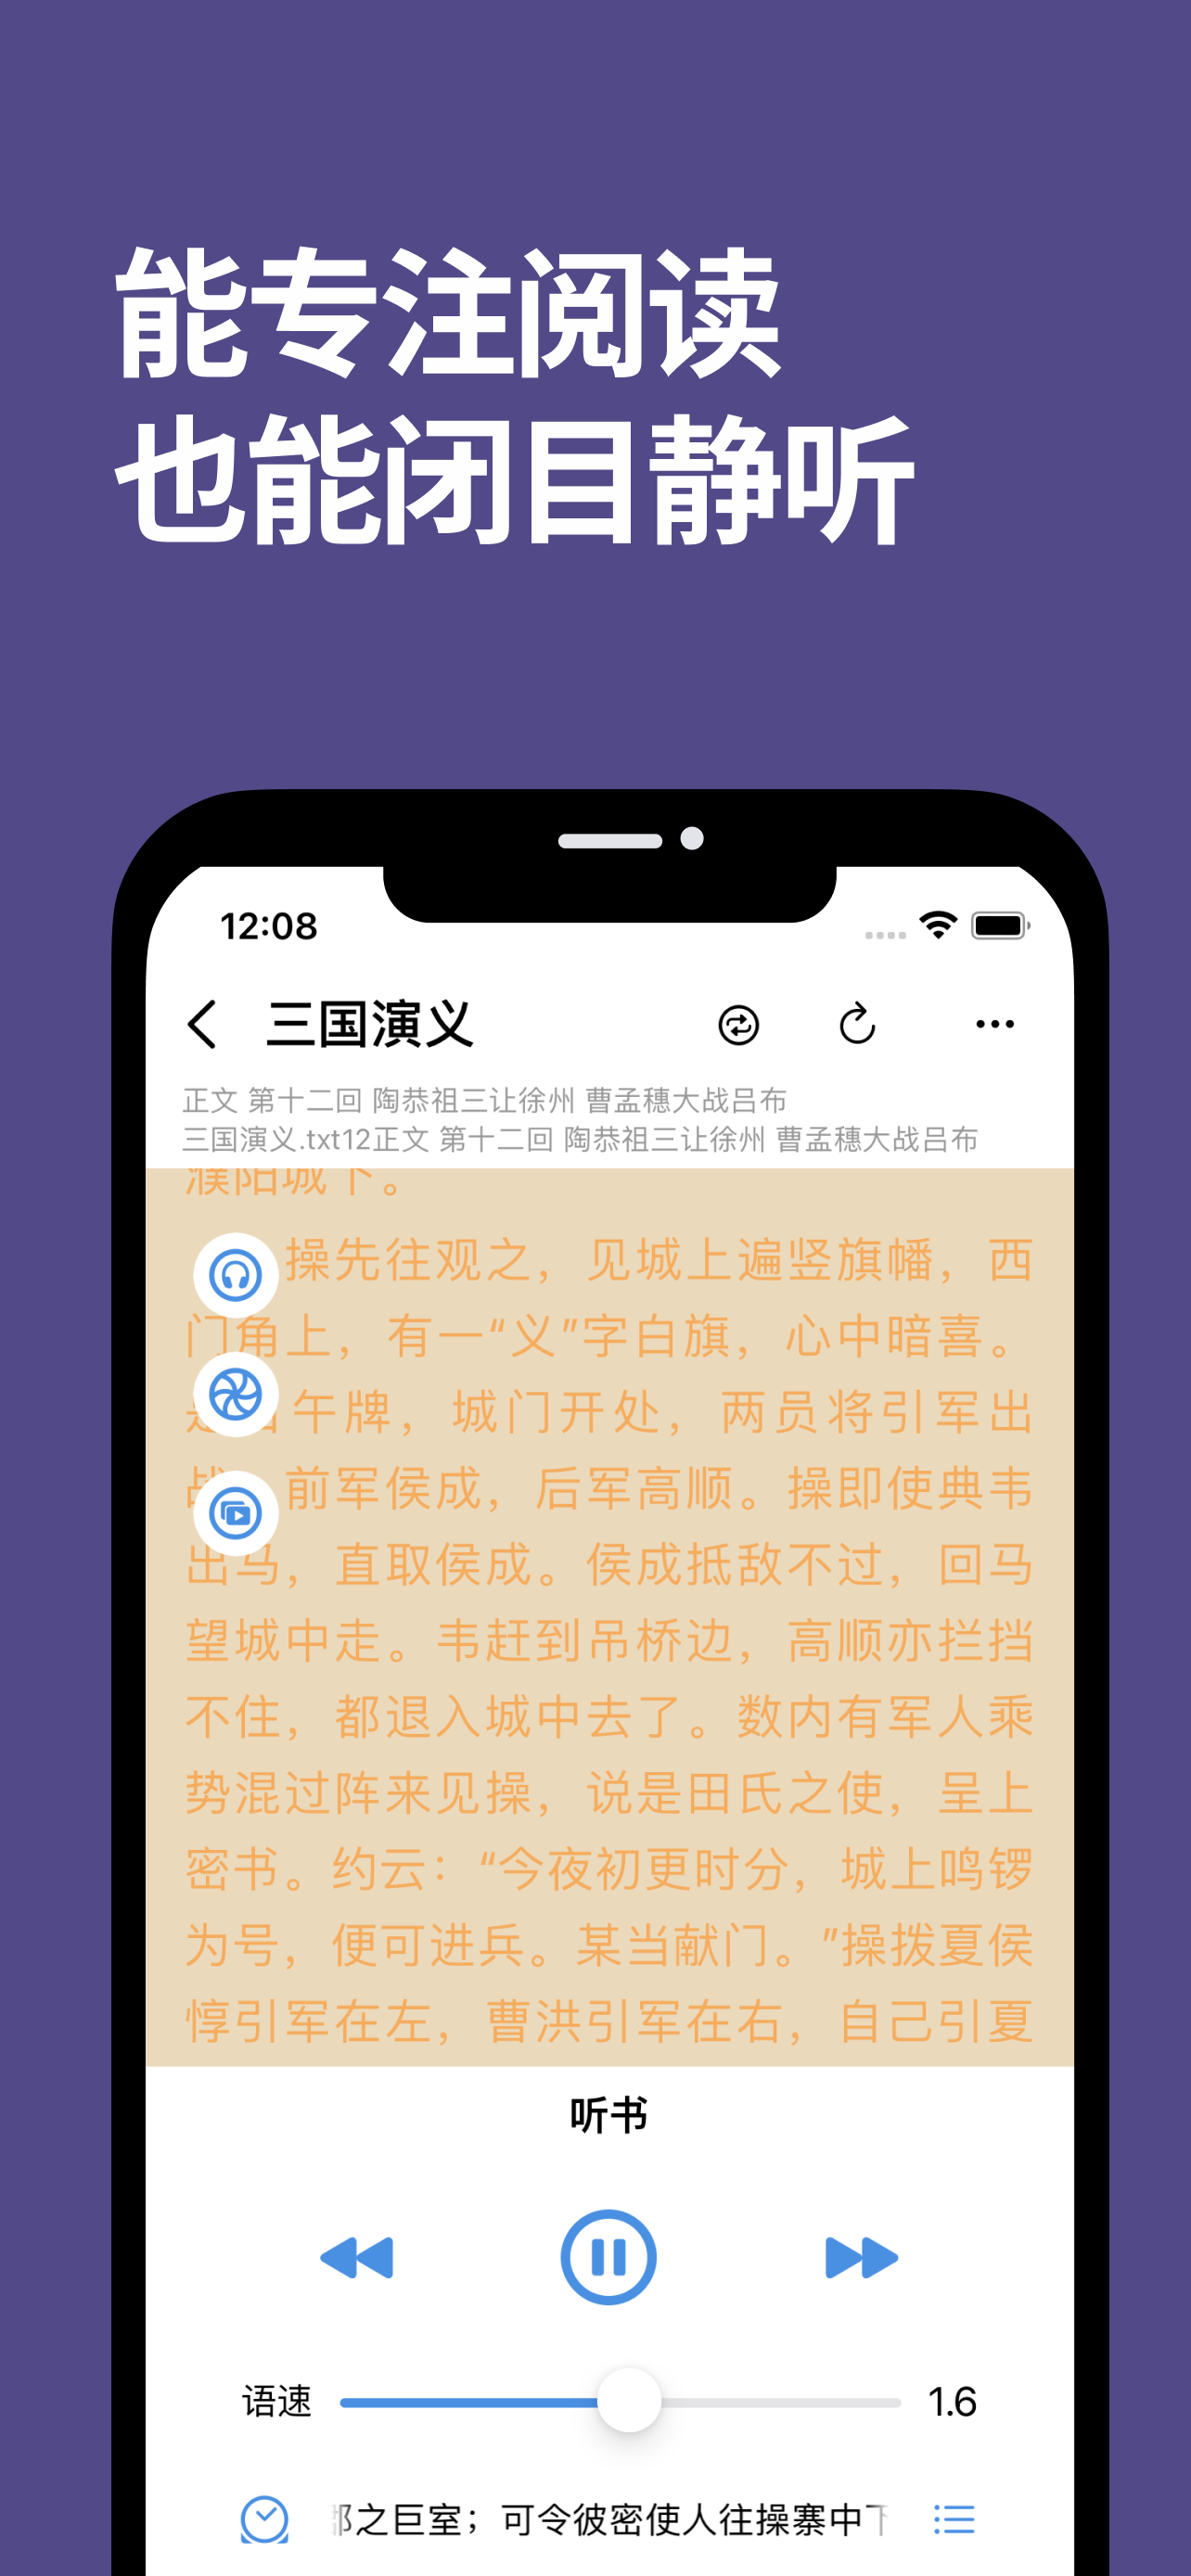 能专注阅读
也能闭目静听
12:08
三国演义
正文 第十二回 陶恭祖三让徐州 曹孟穗大战吕布
三国演义.txt12正文 第十二回 陶恭祖三让徐州 曹孟穗大战吕布
濮阳城下。
操先往观之，见城上遍竖旗幡，西
门角上，有一“义”字白旗，心中暗喜。
是日午牌，城门开处，两员将引军出
战：前军侯成，后军高顺。操即使典韦
出马，直取侯成。侯成抵敌不过，回马
望城中走。韦赶到吊桥边，高顺亦拦挡
不住，都退入城中去了。数内有军人乘
势混过阵来见操，说是田氏之使，呈上
密书。约云：“今夜初更时分，城上鸣锣
为号，便可进兵。某当献门。”操拨夏侯
惇引军在左，曹洪引军在右，自己引夏
听书
语速 1.6
之巨室；可令彼密使人往操寨中下